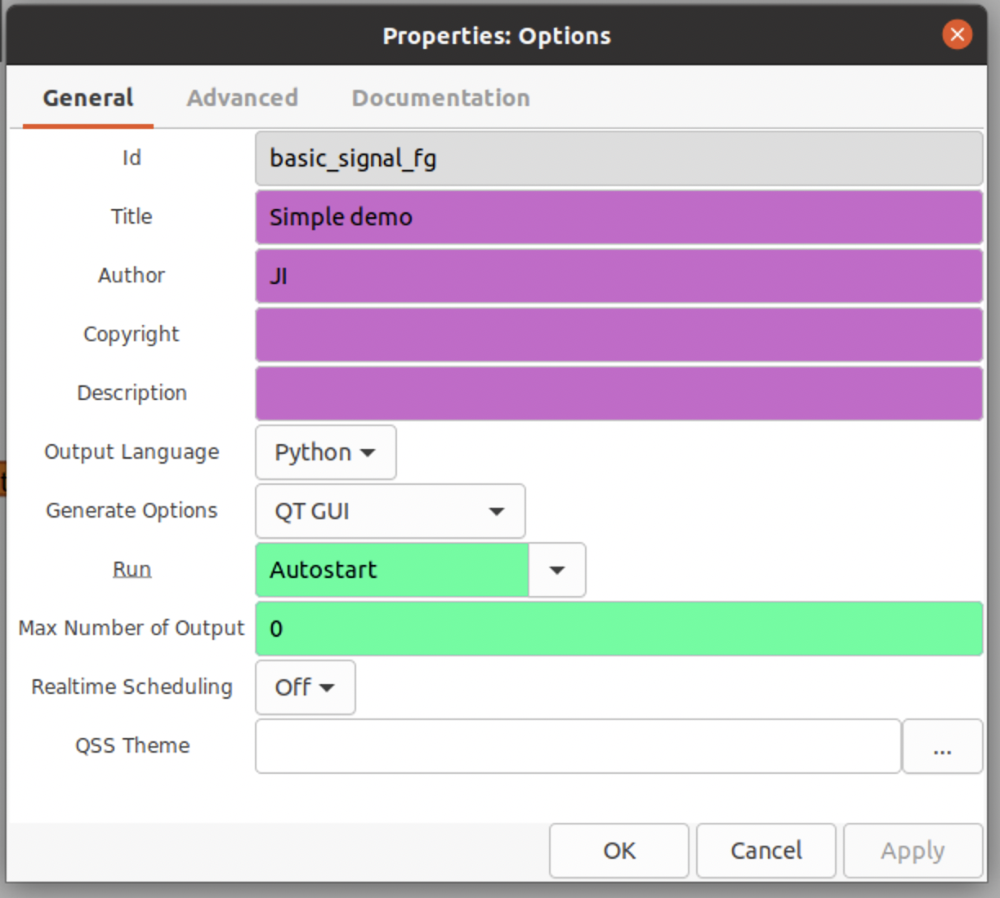 Properties: Options
General Advanced Documentation
Id basic_signal_fg
Title Simple demo
Author JI
Copyright
Description
Output Language Python
Generate Options QT GUI
Run Autostart
Max Number of Output 0
Realtime Scheduling Off
QSS Theme ...
OK Cancel Apply